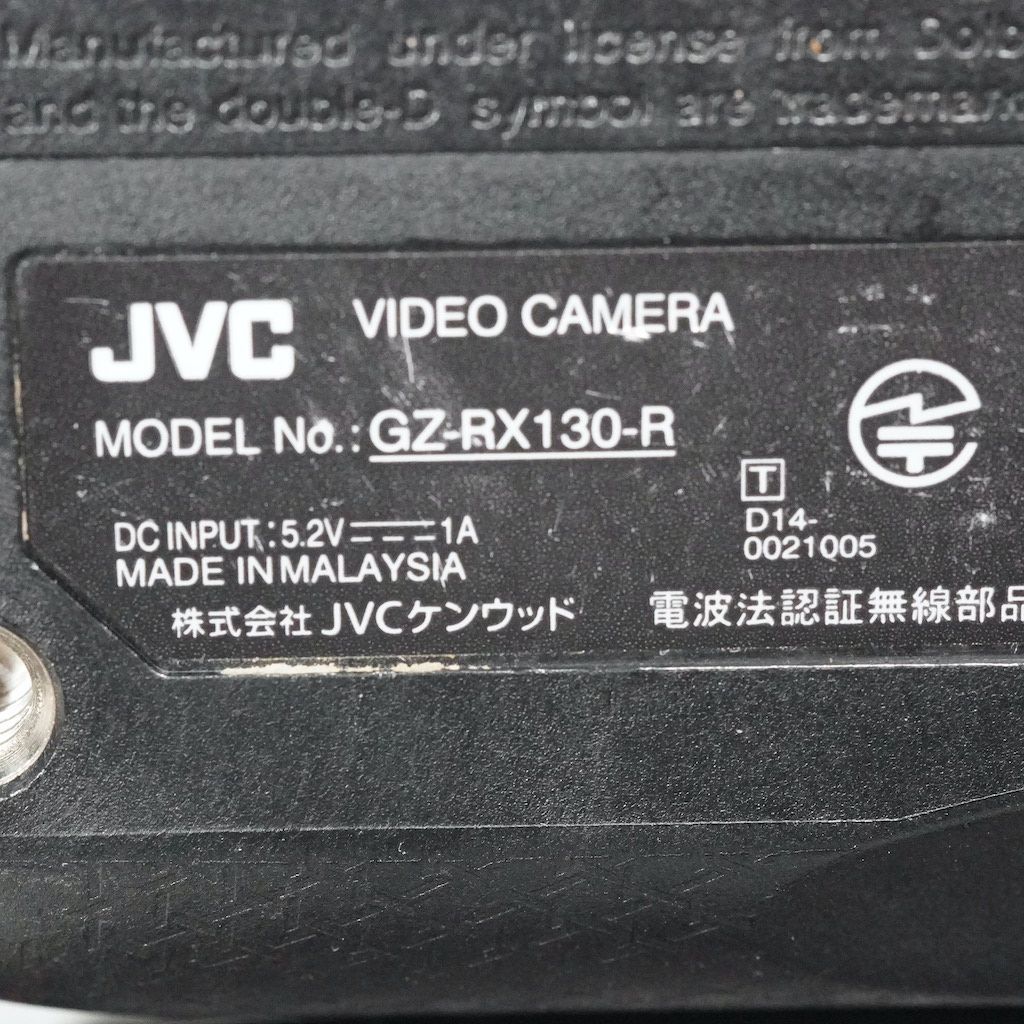 Manufactured under license from Dolb
and the double-D symbol are trademark
JVC VIDEO CAMERA
MODEL No.: GZ-RX130-R
T
D14-
0021005
DC INPUT : 5.2V ⎓ 1A
MADE IN MALAYSIA
株式会社 JVCケンウッド
電波法認証無線部品